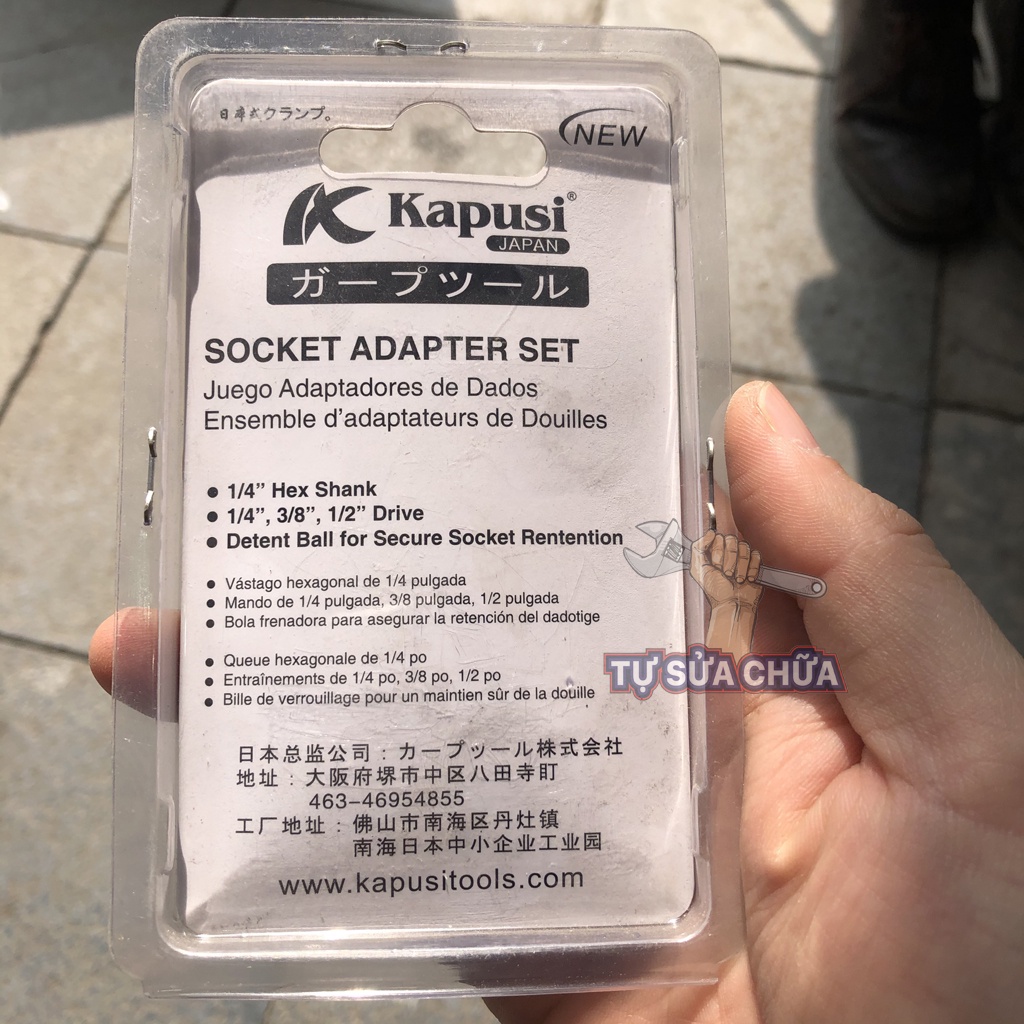 日本式クランプ。
NEW
Kapusi®
JAPAN
ガープツール
SOCKET ADAPTER SET
Juego Adaptadores de Dados
Ensemble d'adaptateurs de Douilles
● 1/4” Hex Shank
● 1/4”, 3/8”, 1/2” Drive
● Detent Ball for Secure Socket Rentention
● Vástago hexagonal de 1/4 pulgada
● Mando de 1/4 pulgada, 3/8 pulgada, 1/2 pulgada
● Bola frenadora para asegurar la retención del dadotige
● Queue hexagonale de 1/4 po
● Entraînements de 1/4 po, 3/8 po, 1/2 po
● Bille de verrouillage pour un maintien sûr de la douille
TỰ SỬA CHỮA
日本总监公司：カープッール株式会社
地址：大阪府堺市中区八田寺町
463-46954855
工厂地址：佛山市南海区丹灶镇
南海日本中小企业工业园
www.kapusitools.com